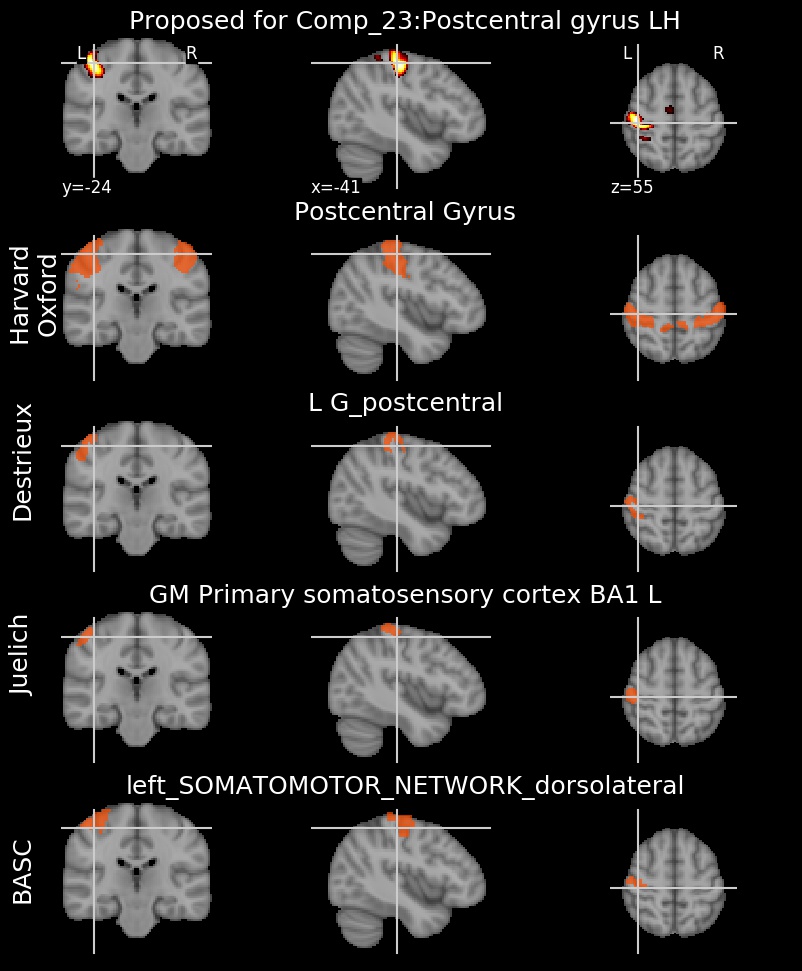 Proposed for Comp_23:Postcentral gyrus LH
L R L R
y=-24 x=-41 z=55
Postcentral Gyrus
Harvard
Oxford
L G_postcentral
Destrieux
GM Primary somatosensory cortex BA1 L
Juelich
left_SOMATOMOTOR_NETWORK_dorsolateral
BASC